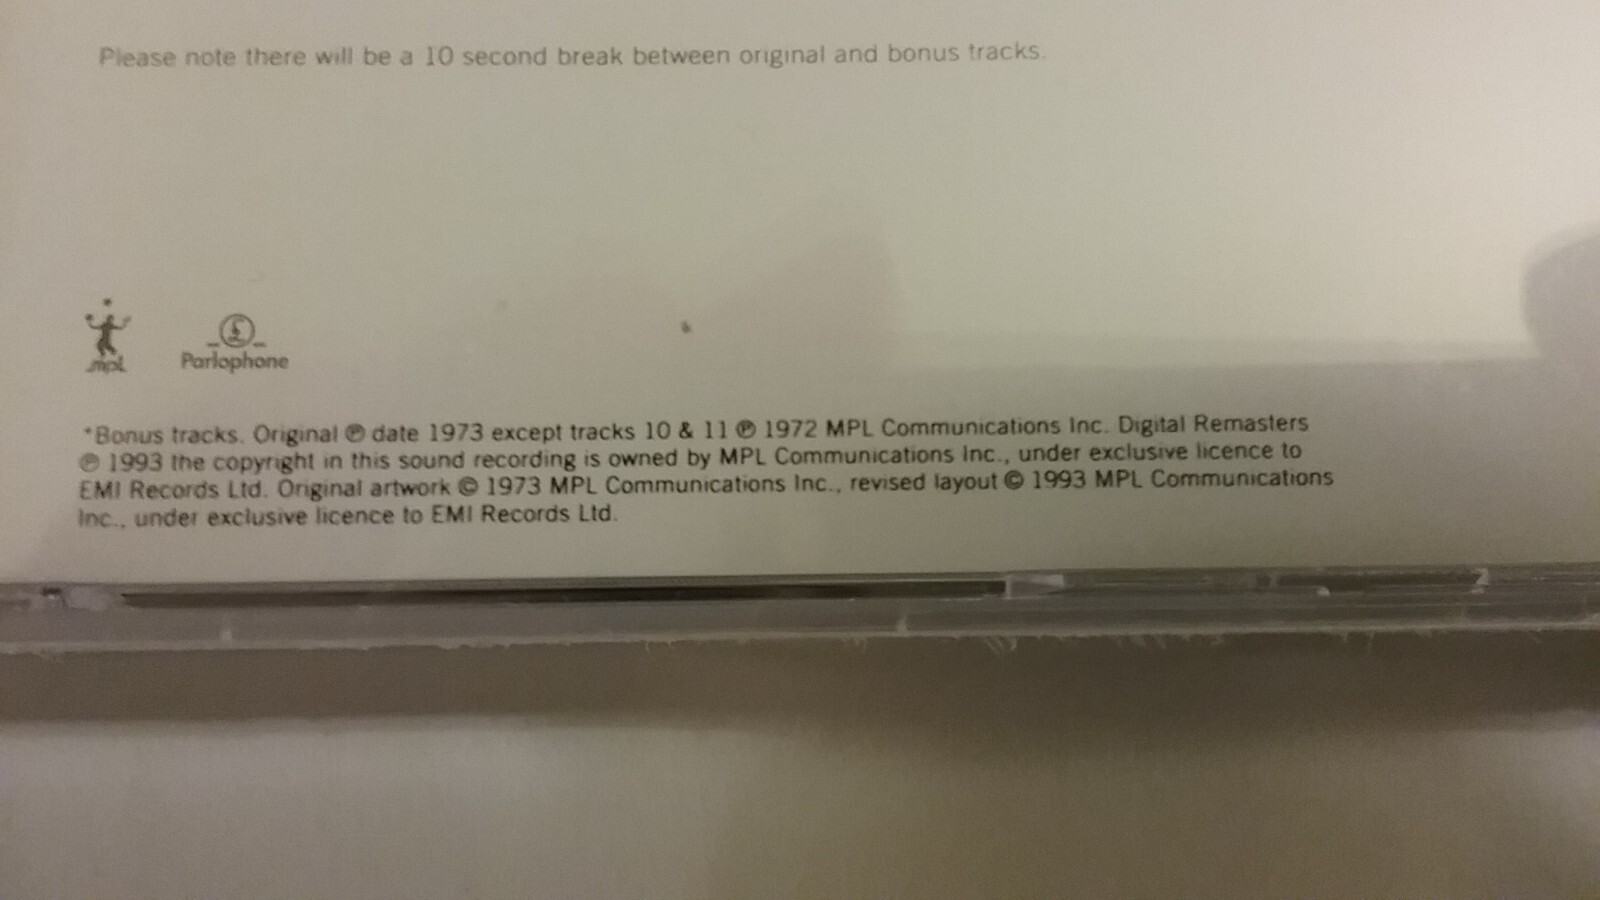 Please note there will be a 10 second break between original and bonus tracks.
mpl
£
Parlophone
*Bonus tracks. Original ℗ date 1973 except tracks 10 & 11 ℗ 1972 MPL Communications Inc. Digital Remasters
℗ 1993 the copyright in this sound recording is owned by MPL Communications Inc., under exclusive licence to
EMI Records Ltd. Original artwork © 1973 MPL Communications Inc., revised layout © 1993 MPL Communications
Inc., under exclusive licence to EMI Records Ltd.